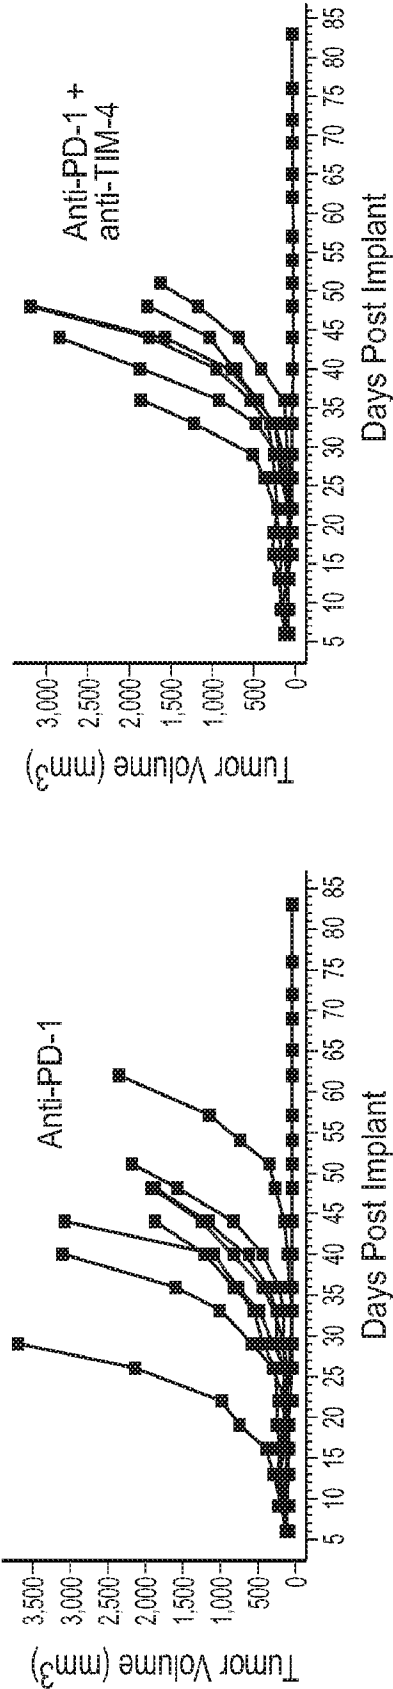 Anti-PD-1
Tumor Volume (mm³)
3,500
3,000
2,500
2,000
1,500
1,000
500
0
5 10 15 20 25 30 35 40 45 50 55 60 65 70 75 80 85
Days Post Implant
Anti-PD-1 +
anti-TIM-4
Tumor Volume (mm³)
3,000
2,500
2,000
1,500
1,000
500
0
5 10 15 20 25 30 35 40 45 50 55 60 65 70 75 80 85
Days Post Implant